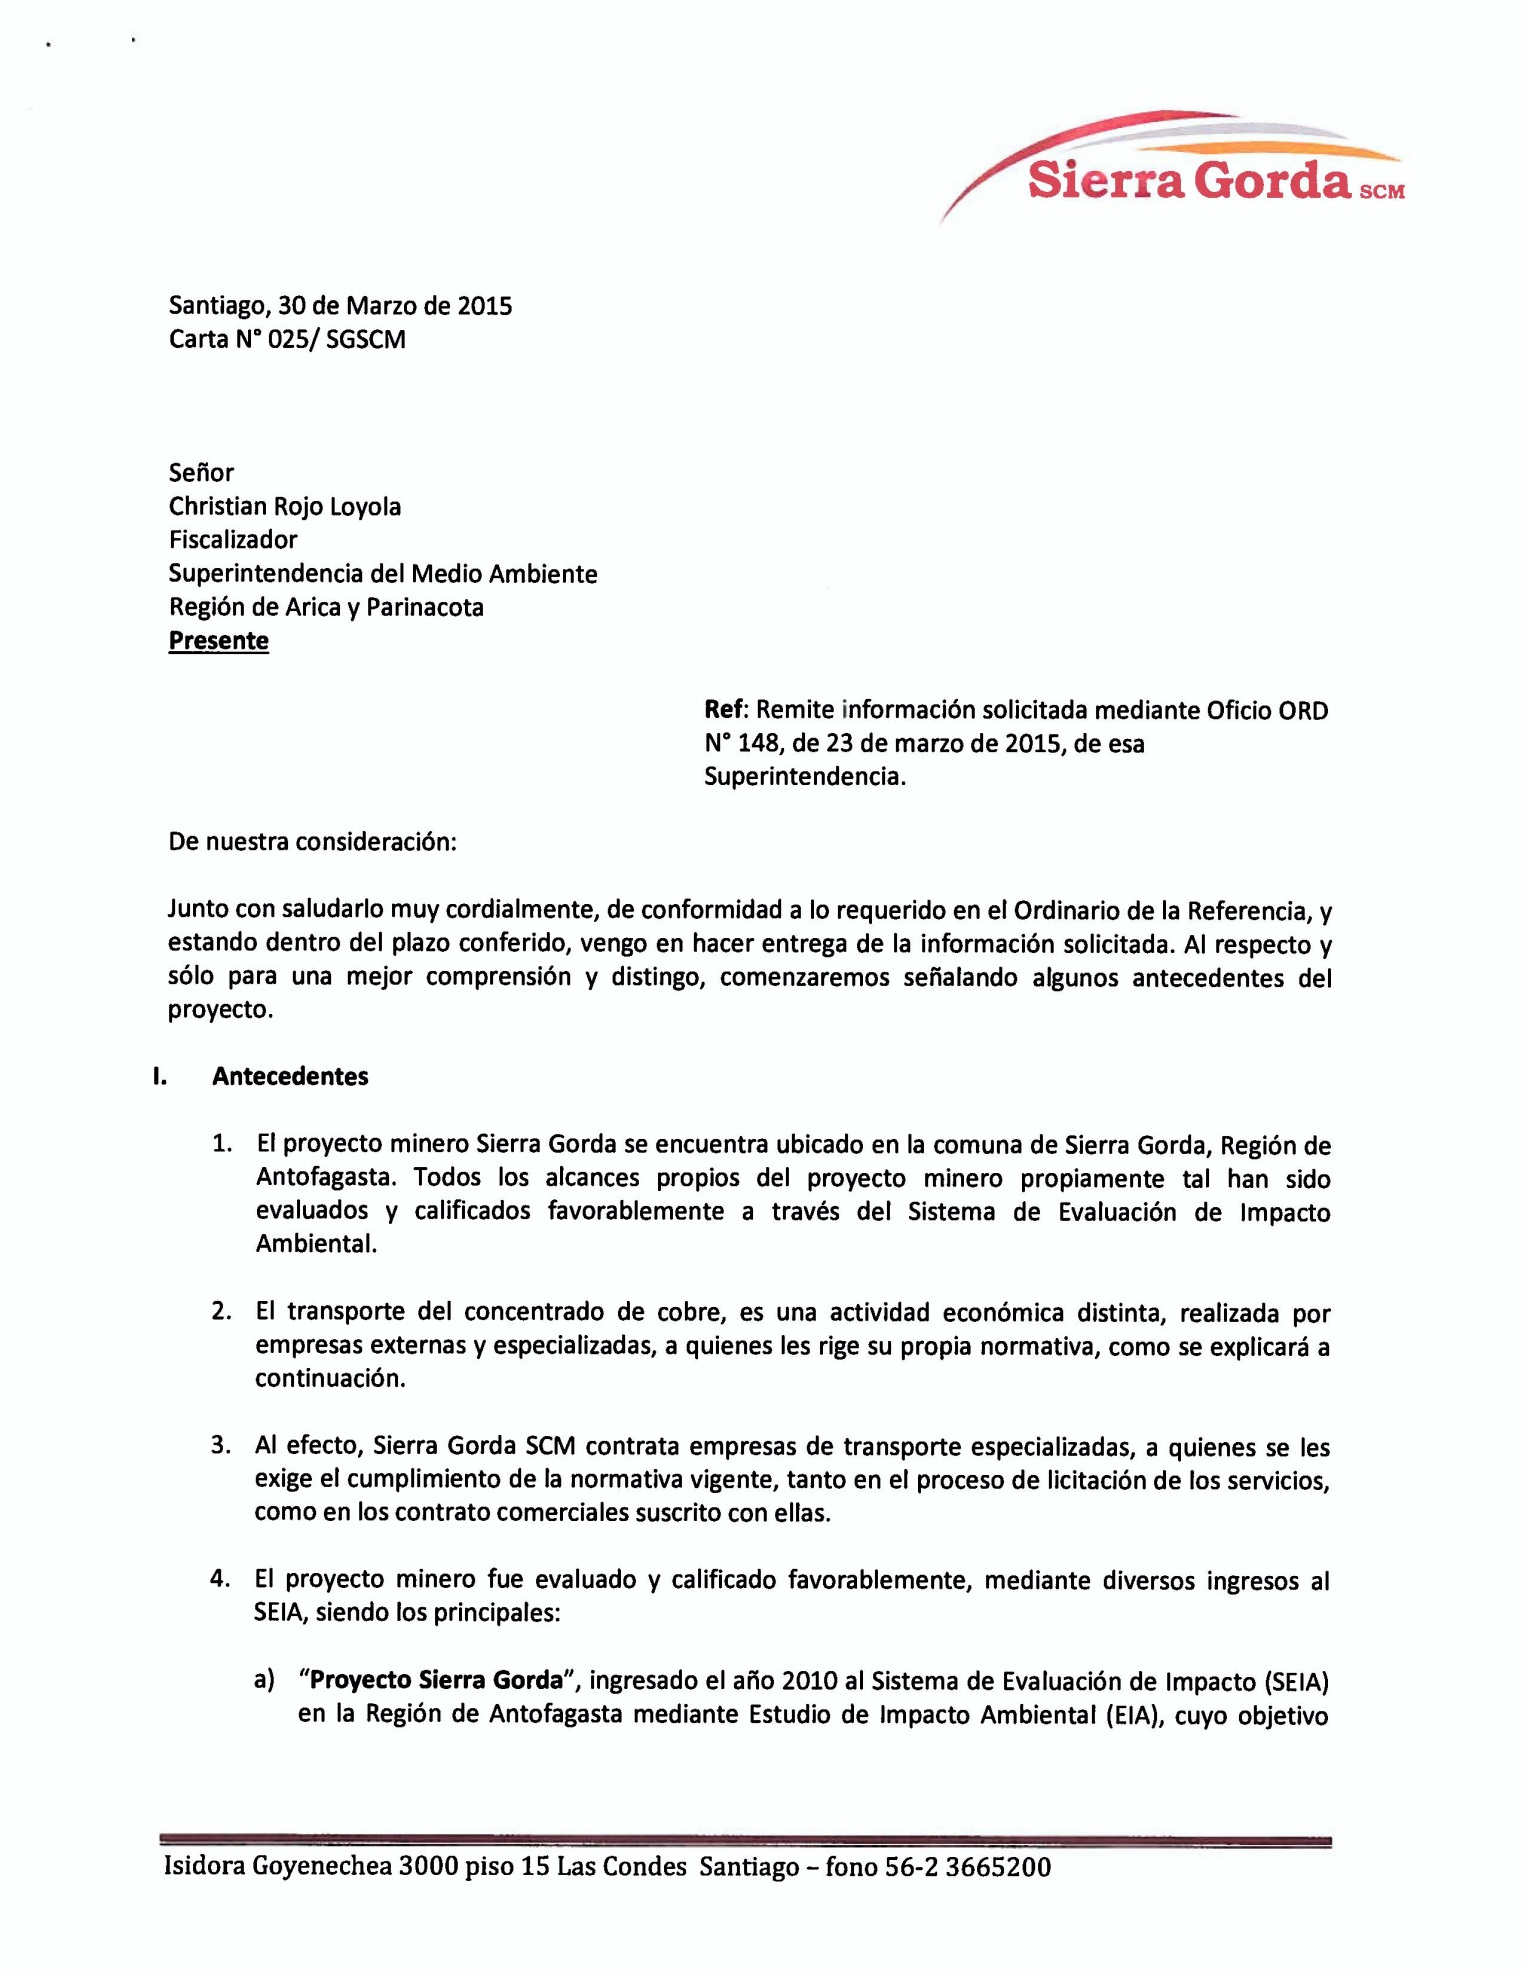 Sierra Gorda SCM
Santiago, 30 de Marzo de 2015
Carta N° 025/ SGSCM
Señor
Christian Rojo Loyola
Fiscalizador
Superintendencia del Medio Ambiente
Región de Arica y Parinacota
Presente
Ref: Remite información solicitada mediante Oficio ORD
N° 148, de 23 de marzo de 2015, de esa
Superintendencia.
De nuestra consideración:
Junto con saludarlo muy cordialmente, de conformidad a lo requerido en el Ordinario de la Referencia, y
estando dentro del plazo conferido, vengo en hacer entrega de la información solicitada. Al respecto y
sólo para una mejor comprensión y distingo, comenzaremos señalando algunos antecedentes del
proyecto.
I. Antecedentes
1. El proyecto minero Sierra Gorda se encuentra ubicado en la comuna de Sierra Gorda, Región de
Antofagasta. Todos los alcances propios del proyecto minero propiamente tal han sido
evaluados y calificados favorablemente a través del Sistema de Evaluación de Impacto
Ambiental.
2. El transporte del concentrado de cobre, es una actividad económica distinta, realizada por
empresas externas y especializadas, a quienes les rige su propia normativa, como se explicará a
continuación.
3. Al efecto, Sierra Gorda SCM contrata empresas de transporte especializadas, a quienes se les
exige el cumplimiento de la normativa vigente, tanto en el proceso de licitación de los servicios,
como en los contrato comerciales suscrito con ellas.
4. El proyecto minero fue evaluado y calificado favorablemente, mediante diversos ingresos al
SEIA, siendo los principales:
a) "Proyecto Sierra Gorda", ingresado el año 2010 al Sistema de Evaluación de Impacto (SEIA)
en la Región de Antofagasta mediante Estudio de Impacto Ambiental (EIA), cuyo objetivo
Isidora Goyenechea 3000 piso 15 Las Condes Santiago – fono 56-2 3665200